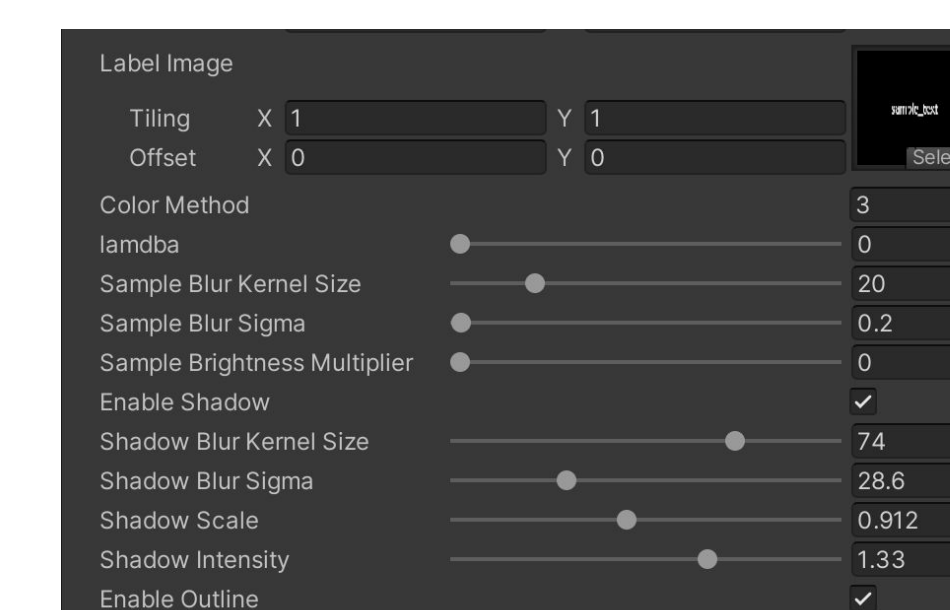 Label Image
sample_text
Tiling X 1 Y 1
Offset X 0 Y 0
Sele
Color Method 3
lamdba 0
Sample Blur Kernel Size 20
Sample Blur Sigma 0.2
Sample Brightness Multiplier 0
Enable Shadow
Shadow Blur Kernel Size 74
Shadow Blur Sigma 28.6
Shadow Scale 0.912
Shadow Intensity 1.33
Enable Outline